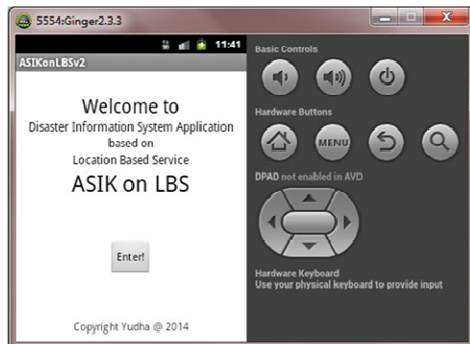 5554:Ginger2.3.3
11:41
ASIKonLBSv2
Welcome to
Disaster Information System Application
based on
Location Based Service
ASIK on LBS
Enter!
Copyright Yudha @ 2014
Basic Controls
Hardware Buttons
MENU
DPAD not enabled in AVD
Hardware Keyboard
Use your physical keyboard to provide input